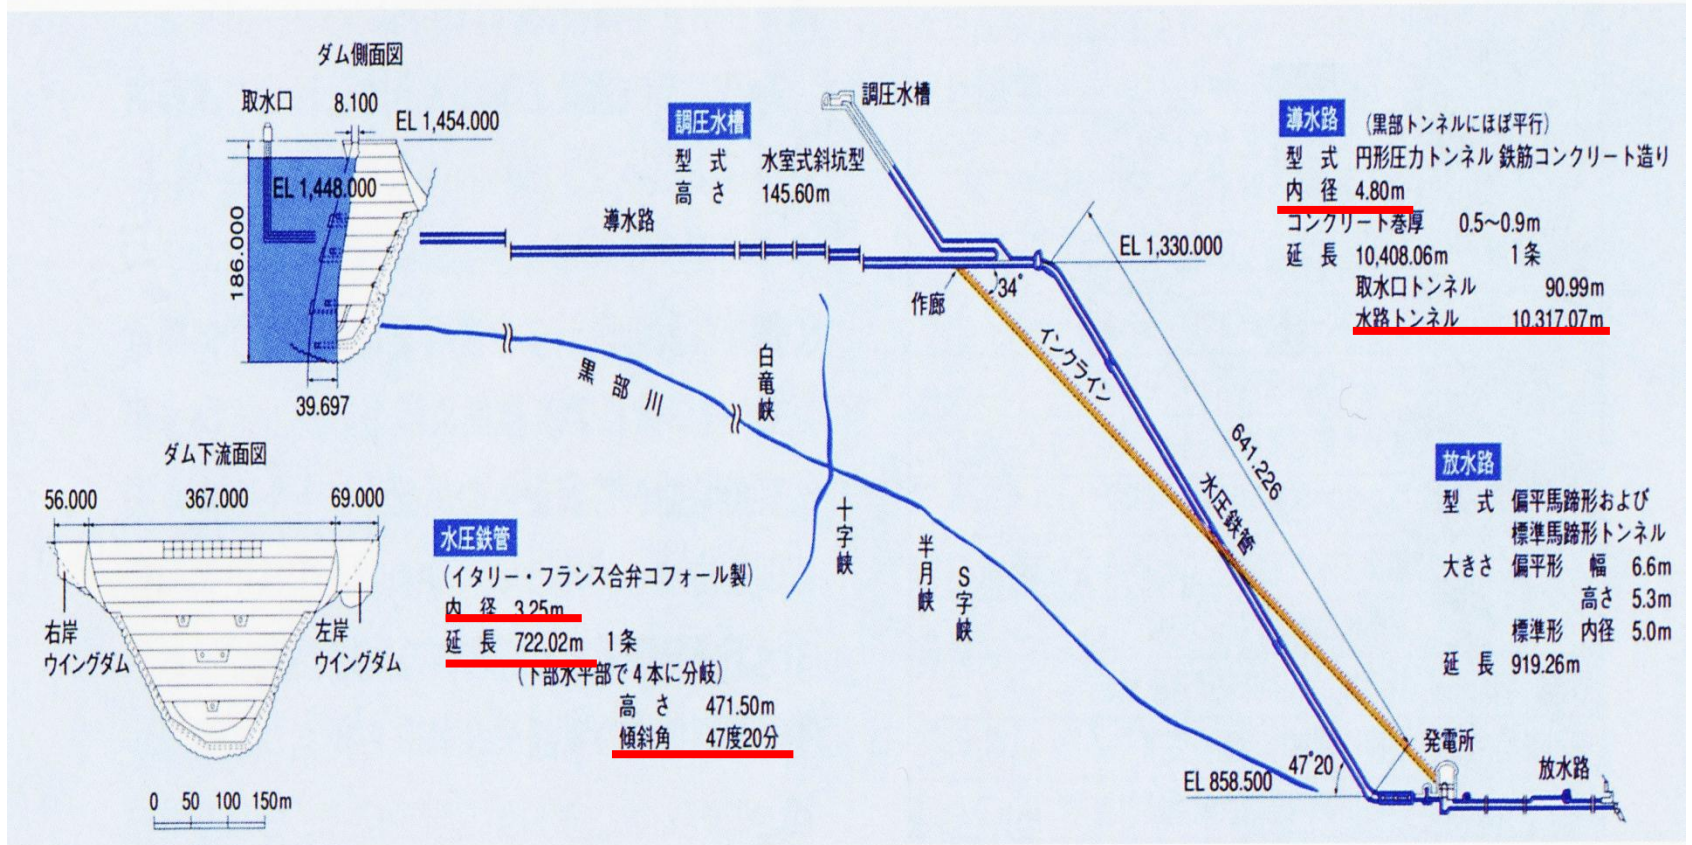 ダム側面図
取水口
8.100
EL 1,454.000
EL 1,448.000
186.000
39.697
ダム下流面図
56.000
367.000
69.000
右岸
ウイングダム
左岸
ウイングダム
0 50 100 150m
調圧水槽
型 式 水室式斜坑型
高 さ 145.60m
導水路
調圧水槽
作廊
34°
EL 1,330.000
インクライン
641.226
水圧鉄管
黒部川
白竜峡
十字峡
半月峡
S字峡
水圧鉄管
(イタリー・フランス合弁コフォール製)
内 径 3.25m
延 長 722.02m 1条
(下部水平部で4本に分岐)
高 さ 471.50m
傾斜角 47度20分
EL 858.500
47°20
発電所
放水路
導水路 (黒部トンネルにほぼ平行)
型 式 円形圧力トンネル 鉄筋コンクリート造り
内 径 4.80m
コンクリート巻厚 0.5~0.9m
延 長 10,408.06m 1条
取水口トンネル 90.99m
水路トンネル 10,317.07m
放水路
型 式 偏平馬蹄形および
標準馬蹄形トンネル
大きさ 偏平形 幅 6.6m
高さ 5.3m
標準形 内径 5.0m
延 長 919.26m